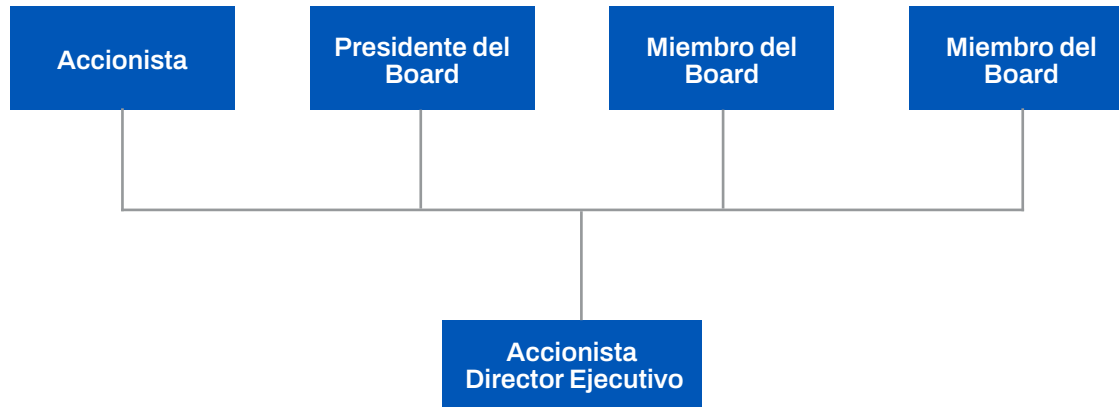 Accionista
Presidente del
Board
Miembro del
Board
Miembro del
Board
Accionista
Director Ejecutivo